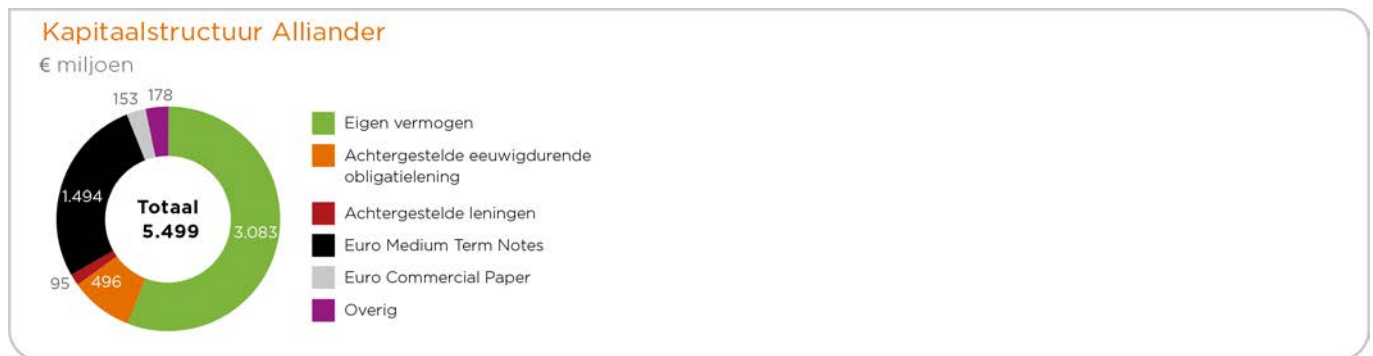 Kapitaalstructuur Alliander
€ miljoen
153 178
1.494
Totaal
5.499
3.083
95
496
Eigen vermogen
Achtergestelde eeuwigdurende
obligatielening
Achtergestelde leningen
Euro Medium Term Notes
Euro Commercial Paper
Overig